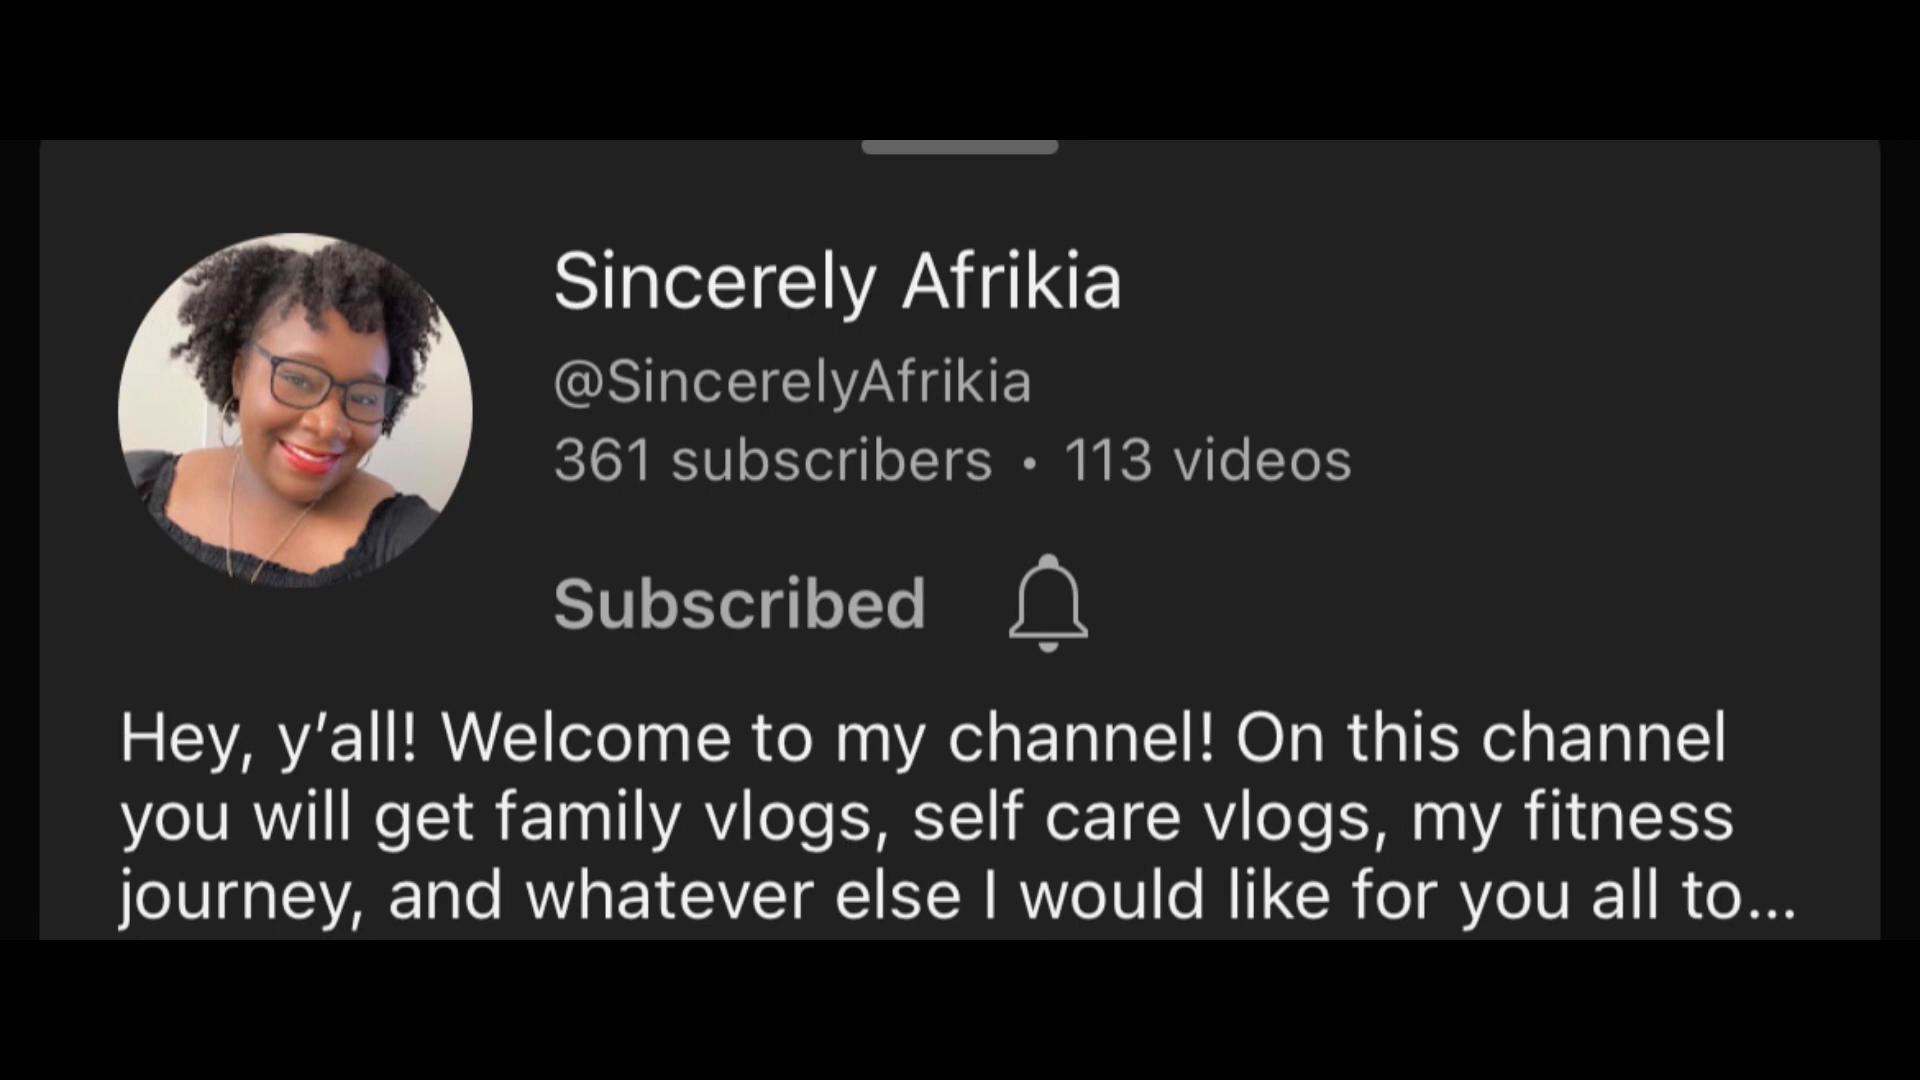 Sincerely Afrikia
@SincerelyAfrikia
361 subscribers • 113 videos
Subscribed
Hey, y’all! Welcome to my channel! On this channel
you will get family vlogs, self care vlogs, my fitness
journey, and whatever else I would like for you all to...